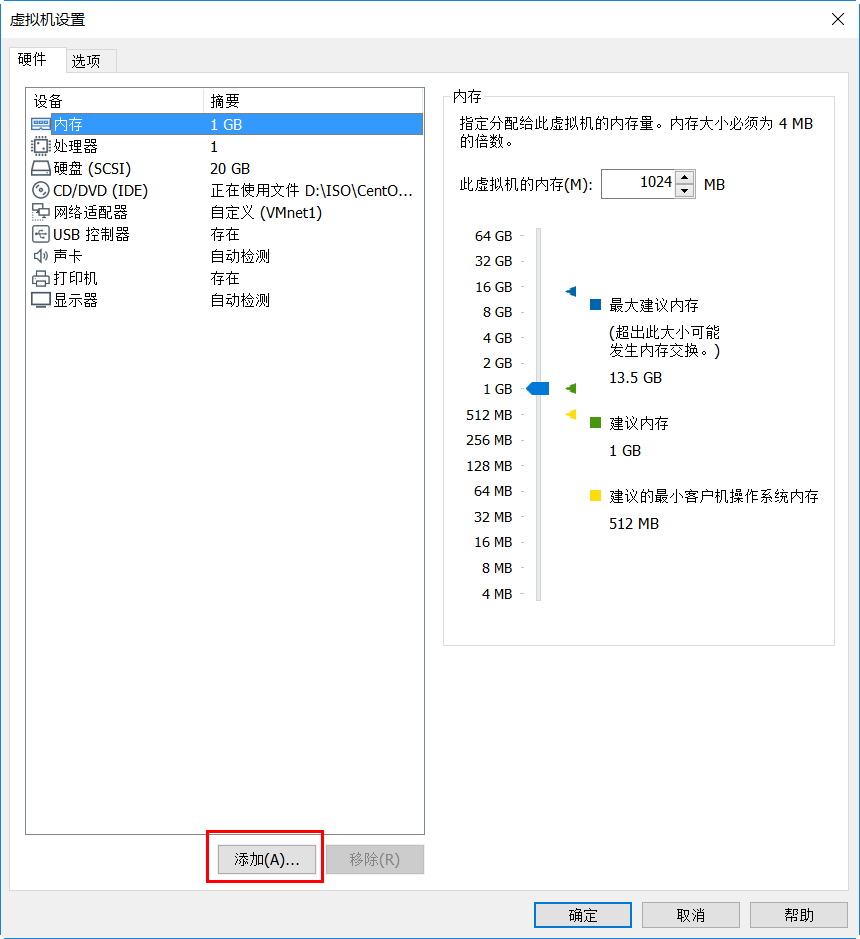 虚拟机设置
硬件 选项
设备 摘要
内存 1 GB
处理器 1
硬盘 (SCSI) 20 GB
CD/DVD (IDE) 正在使用文件 D:\ISO\CentO...
网络适配器 自定义 (VMnet1)
USB 控制器 存在
声卡 自动检测
打印机 存在
显示器 自动检测
添加(A)... 移除(R)
内存
指定分配给此虚拟机的内存量。内存大小必须为 4 MB
的倍数。
此虚拟机的内存(M): 1024 MB
64 GB
32 GB
16 GB
8 GB
4 GB
2 GB
1 GB
512 MB
256 MB
128 MB
64 MB
32 MB
16 MB
8 MB
4 MB
最大建议内存
(超出此大小可能
发生内存交换。)
13.5 GB
建议内存
1 GB
建议的最小客户机操作系统内存
512 MB
确定 取消 帮助